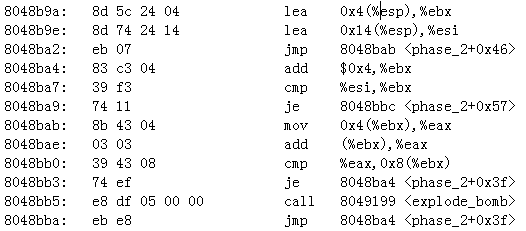 8048b9a: 8d 5c 24 04 lea 0x4(%esp),%ebx
8048b9e: 8d 74 24 14 lea 0x14(%esp),%esi
8048ba2: eb 07 jmp 8048bab <phase_2+0x46>
8048ba4: 83 c3 04 add $0x4,%ebx
8048ba7: 39 f3 cmp %esi,%ebx
8048ba9: 74 11 je 8048bbc <phase_2+0x57>
8048bab: 8b 43 04 mov 0x4(%ebx),%eax
8048bae: 03 03 add (%ebx),%eax
8048bb0: 39 43 08 cmp %eax,0x8(%ebx)
8048bb3: 74 ef je 8048ba4 <phase_2+0x3f>
8048bb5: e8 df 05 00 00 call 8049199 <explode_bomb>
8048bba: eb e8 jmp 8048ba4 <phase_2+0x3f>